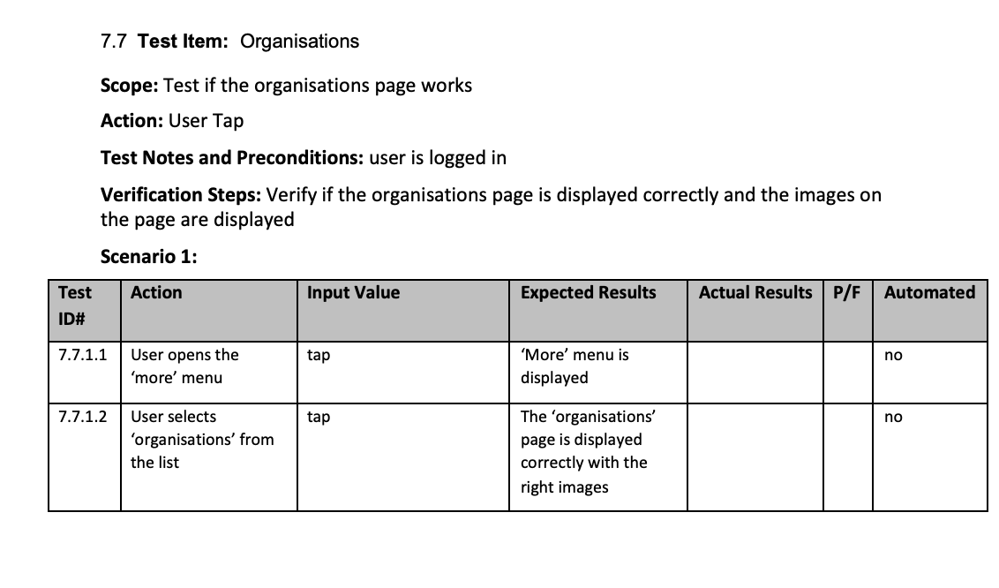 7.7 Test Item: Organisations
Scope: Test if the organisations page works
Action: User Tap
Test Notes and Preconditions: user is logged in
Verification Steps: Verify if the organisations page is displayed correctly and the images on
the page are displayed
Scenario 1:
Test ID# Action Input Value Expected Results Actual Results P/F Automated
7.7.1.1 User opens the ‘more’ menu tap ‘More’ menu is displayed no
7.7.1.2 User selects ‘organisations’ from the list tap The ‘organisations’ page is displayed correctly with the right images no